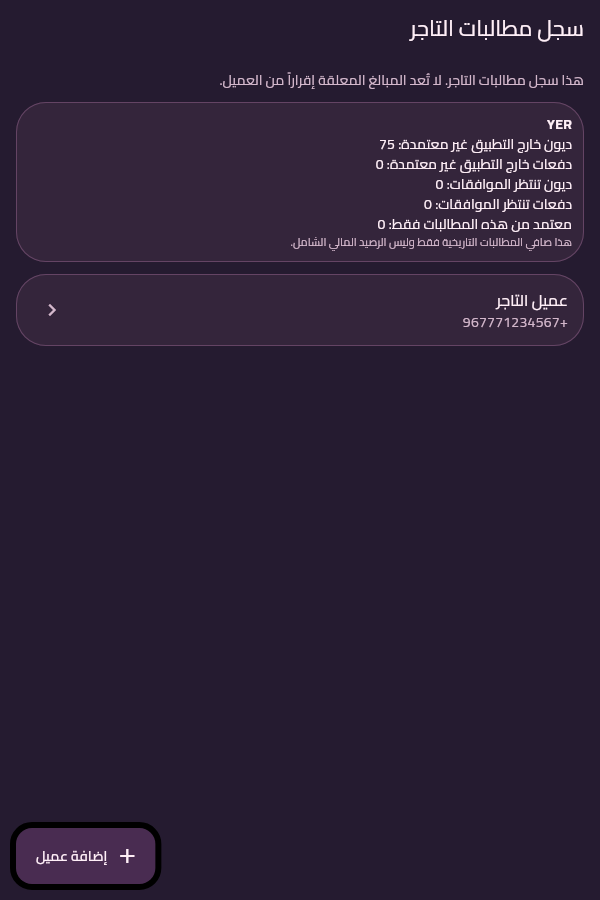 سجل مطالبات التاجر
هذا سجل مطالبات التاجر. لا تُعد المبالغ المعلقة إقراراً من العميل.
YER
ديون خارج التطبيق غير معتمدة: 75
دفعات خارج التطبيق غير معتمدة: 0
ديون تنتظر الموافقات: 0
دفعات تنتظر الموافقات: 0
معتمد من هذه المطالبات فقط: 0
هذا صافي المطالبات التاريخية فقط وليس الرصيد المالي الشامل.
عميل التاجر
967771234567+
إضافة عميل